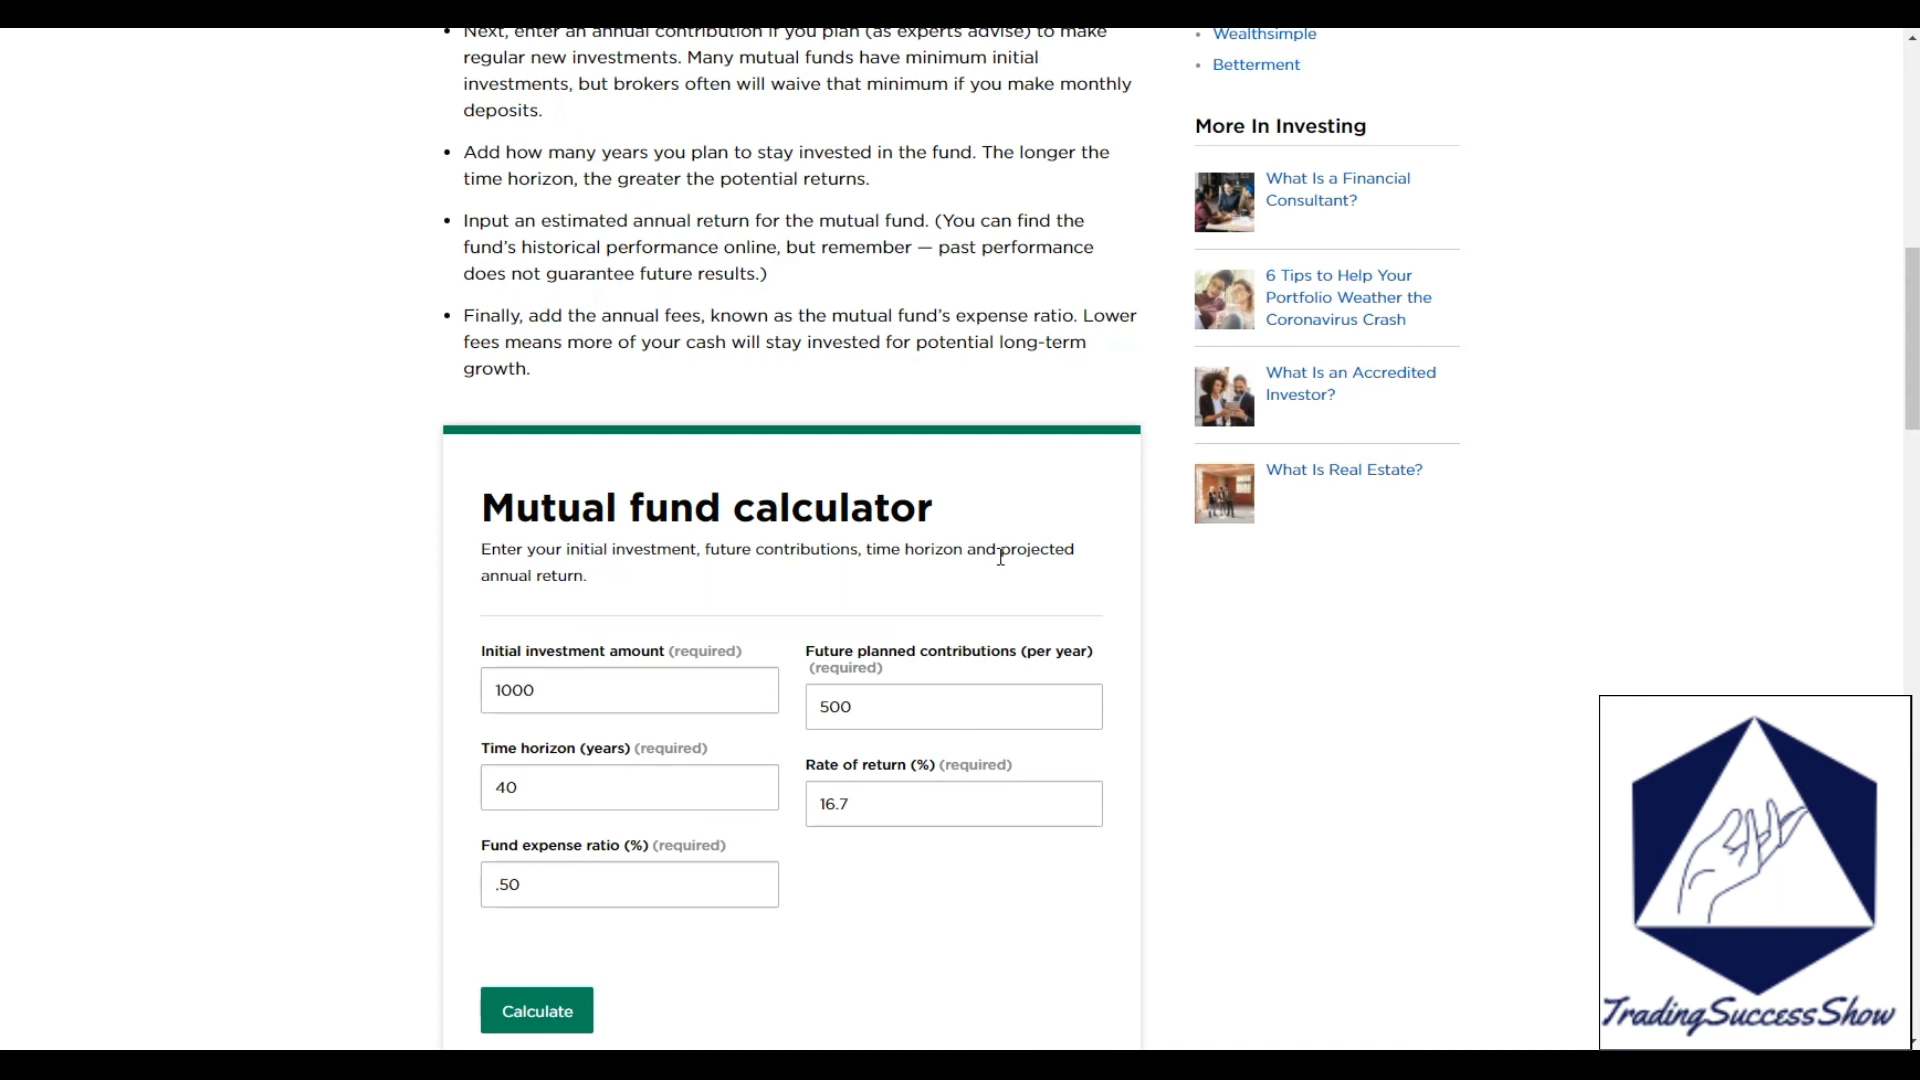 Next, enter an annual contribution if you plan (as experts advise) to make
regular new investments. Many mutual funds have minimum initial
investments, but brokers often will waive that minimum if you make monthly
deposits.
Add how many years you plan to stay invested in the fund. The longer the
time horizon, the greater the potential returns.
Input an estimated annual return for the mutual fund. (You can find the
fund’s historical performance online, but remember — past performance
does not guarantee future results.)
Finally, add the annual fees, known as the mutual fund’s expense ratio. Lower
fees means more of your cash will stay invested for potential long-term
growth.
Mutual fund calculator
Enter your initial investment, future contributions, time horizon and projected
annual return.
Initial investment amount (required)
1000
Future planned contributions (per year)
(required)
500
Time horizon (years) (required)
40
Rate of return (%) (required)
16.7
Fund expense ratio (%) (required)
.50
Calculate
Wealthsimple
Betterment
More In Investing
What Is a Financial
Consultant?
6 Tips to Help Your
Portfolio Weather the
Coronavirus Crash
What Is an Accredited
Investor?
What Is Real Estate?
TradingSuccessShow